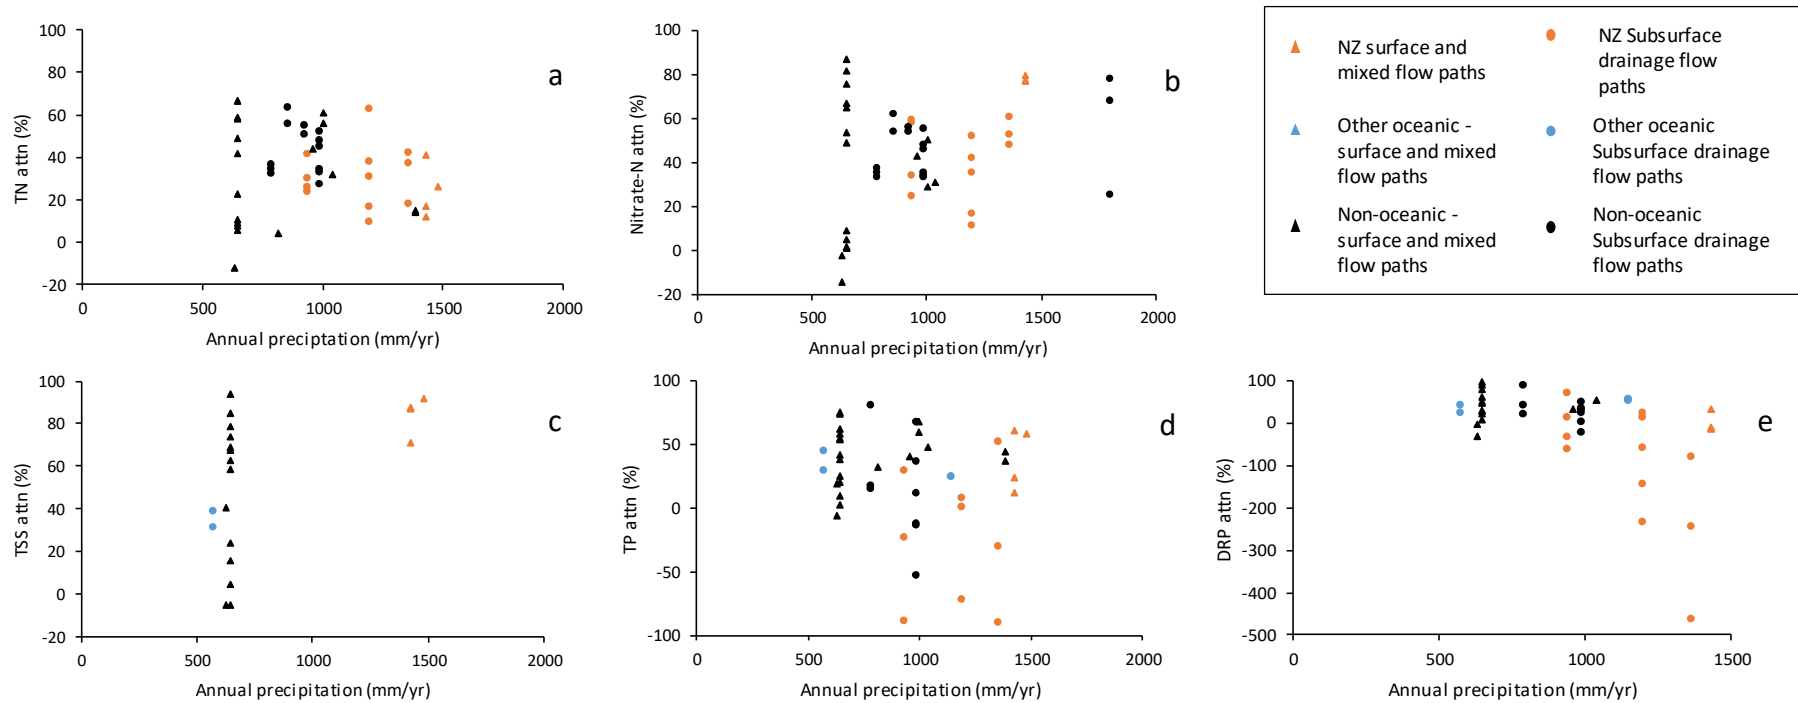 a
TN attn (%)
100
80
60
40
20
0
-20
0
500
1000
1500
2000
Annual preciptation (mm/yr)
b
Nitrate-N attn (%)
100
80
60
40
20
0
-20
0
500
1000
1500
2000
Annual precipitation (mm/yr)
NZ surface and
mixed flow paths
NZ Subsurface
drainage flow
paths
Other oceanic -
surface and mixed
flow paths
Other oceanic
Subsurface drainage
flow paths
Non-oceanic -
surface and mixed
flow paths
Non-oceanic
Subsurface drainage
flow paths
c
TSS attn (%)
100
80
60
40
20
0
-20
0
500
1000
1500
2000
Annual precipitation (mm/yr)
d
TP attn (%)
100
50
0
-50
-100
0
500
1000
1500
2000
Annual precipitation (mm/yr)
e
DRP attn (%)
100
0
-100
-200
-300
-400
-500
0
500
1000
1500
Annual precipitation (mm/yr)